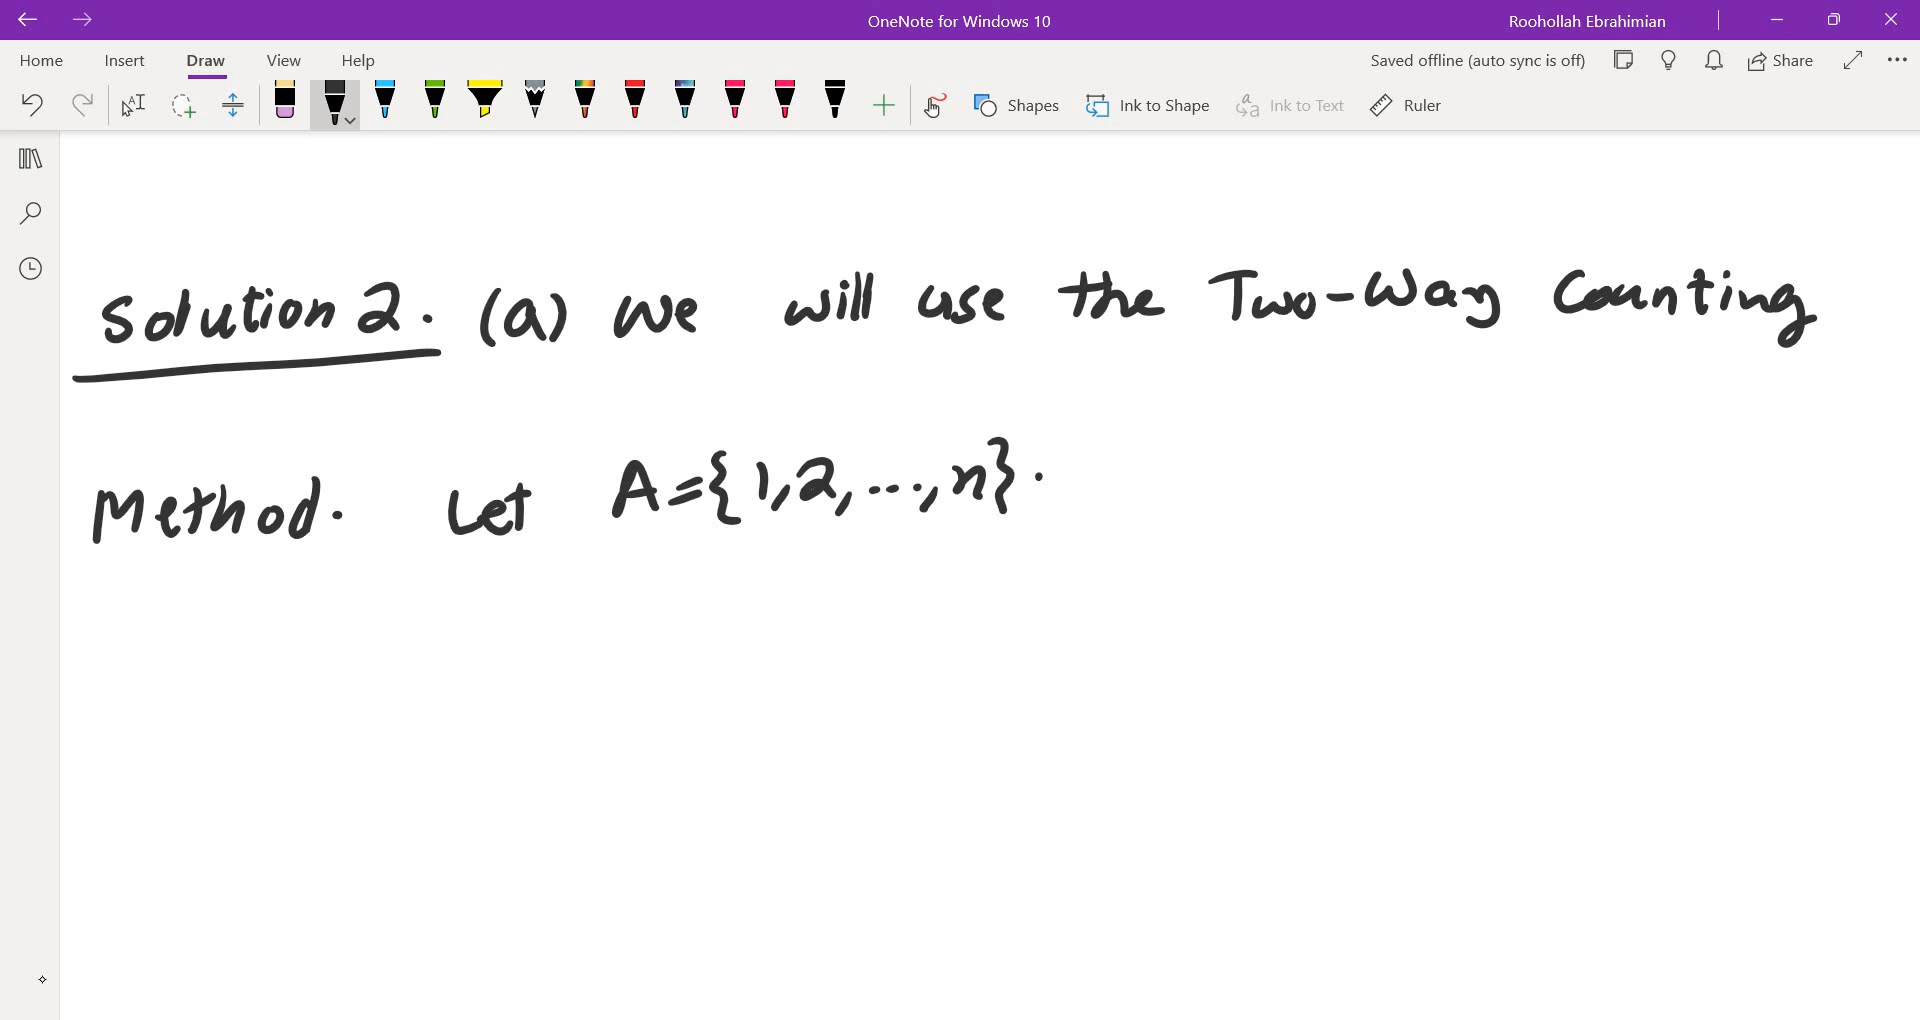 OneNote for Windows 10
Roohollah Ebrahimian
Home Insert Draw View Help
Saved offline (auto sync is off) Share
Shapes Ink to Shape Ink to Text Ruler
Solution 2. (a) We will use the Two-Way Counting
Method. Let A={1,2,...,n}.